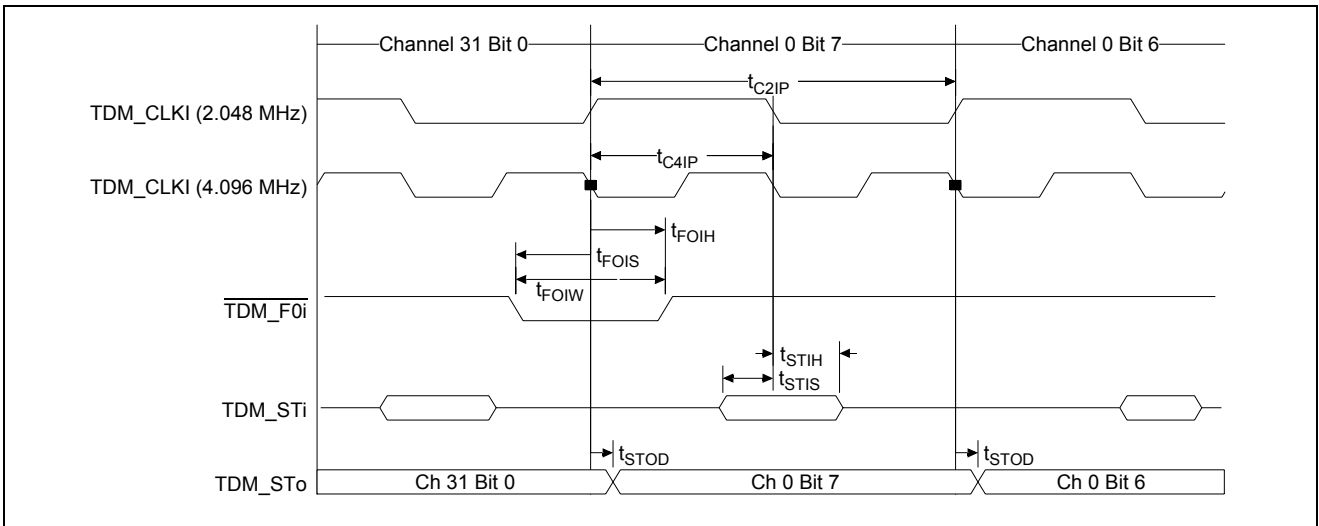 Channel 31 Bit 0 Channel 0 Bit 7 Channel 0 Bit 6
tC2IP
TDM_CLKI (2.048 MHz)
tC4IP
TDM_CLKI (4.096 MHz)
tFOIH
tFOIS
tFOIW
TDM_F0i
tSTIH
tSTIS
TDM_STi
tSTOD tSTOD
TDM_STo Ch 31 Bit 0 Ch 0 Bit 7 Ch 0 Bit 6